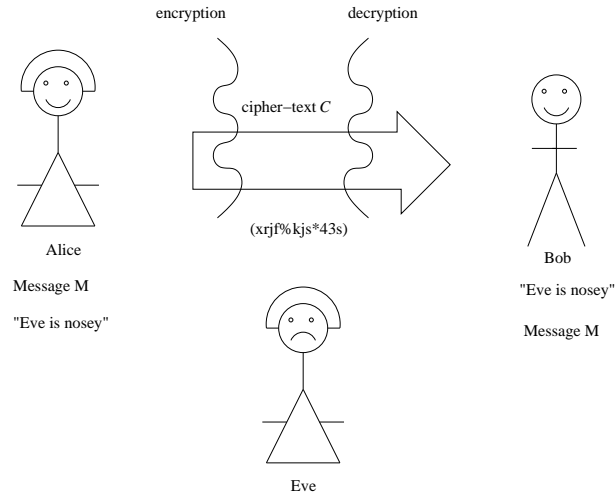 encryption decryption
cipher–text C
(xrjf%kjs*43s)
Alice
Bob
Message M
"Eve is nosey"
"Eve is nosey"
Message M
Eve